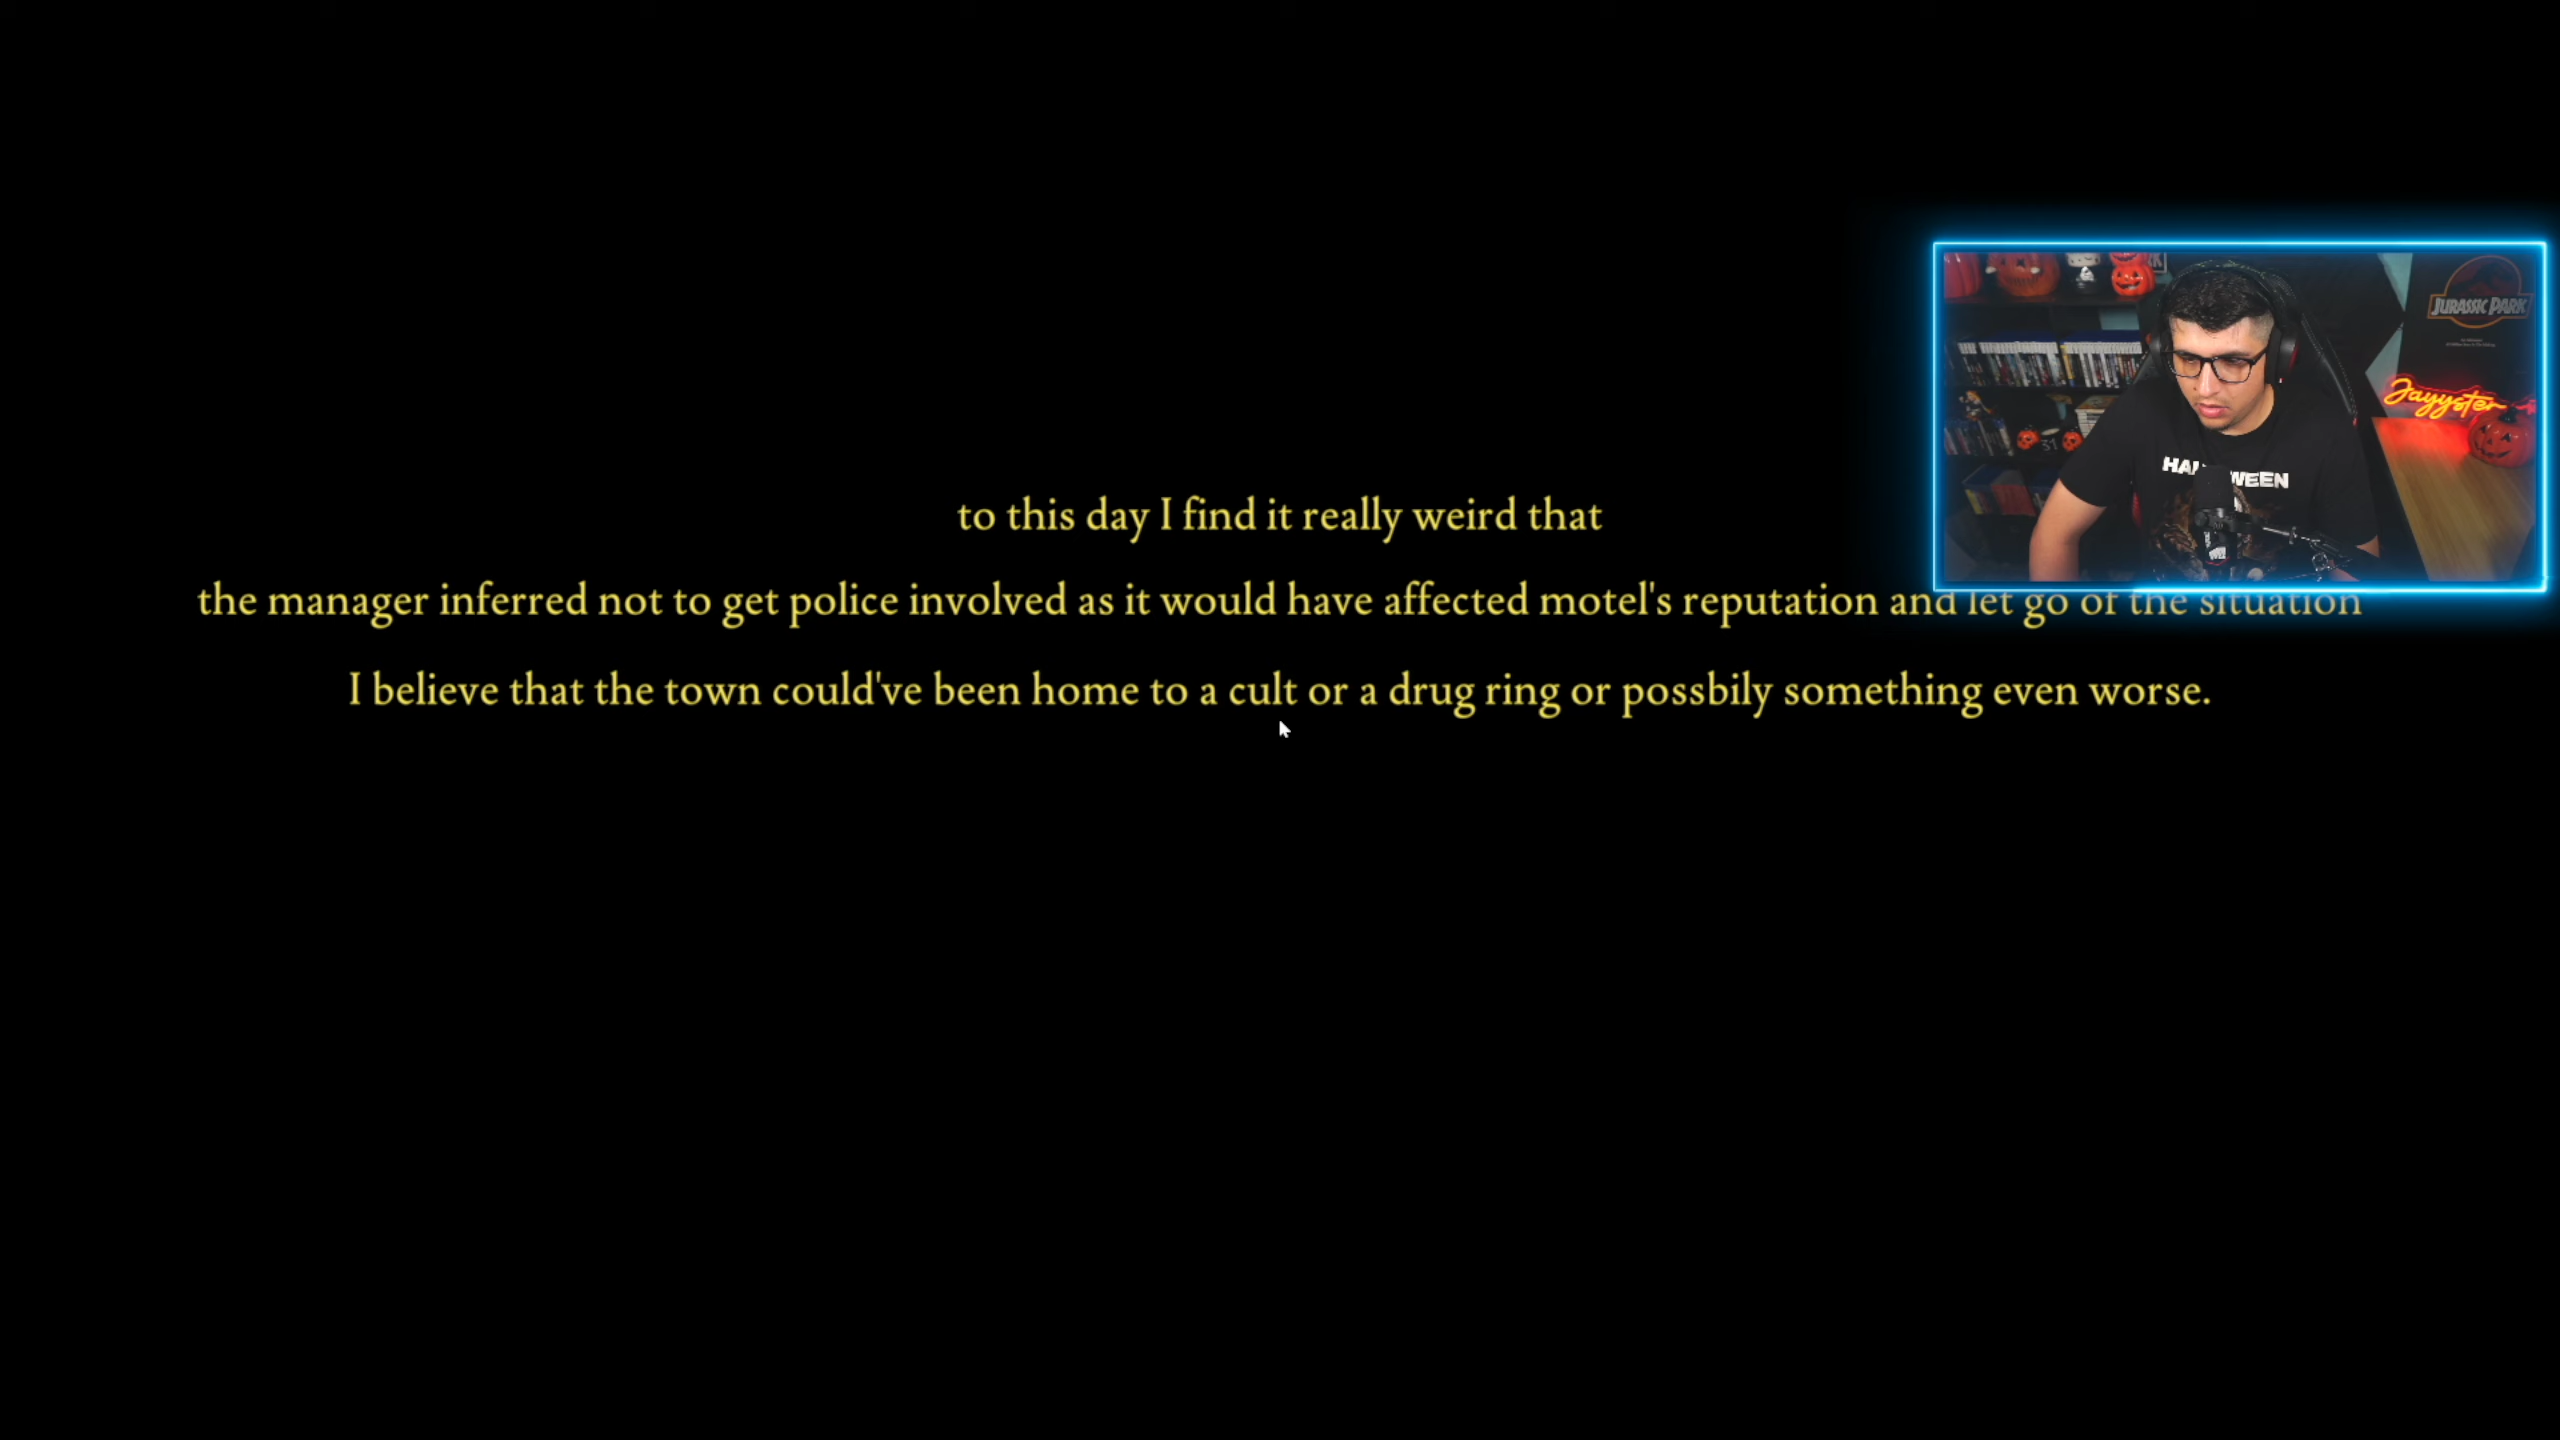 to this day I find it really weird that
the manager inferred not to get police involved as it would have affected motel's reputation and let go of the situation
I believe that the town could've been home to a cult or a drug ring or possbily something even worse.
JURASSIC PARK
Jayyster
31